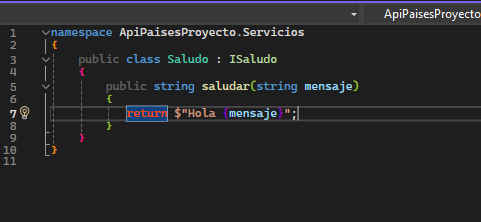 ApiPaisesProyecto
1 namespace ApiPaisesProyecto.Servicios
2 {
3 public class Saludo : ISaludo
4 {
5 public string saludar(string mensaje)
6 {
7 return $"Hola {mensaje}";
8 }
9 }
10 }
11